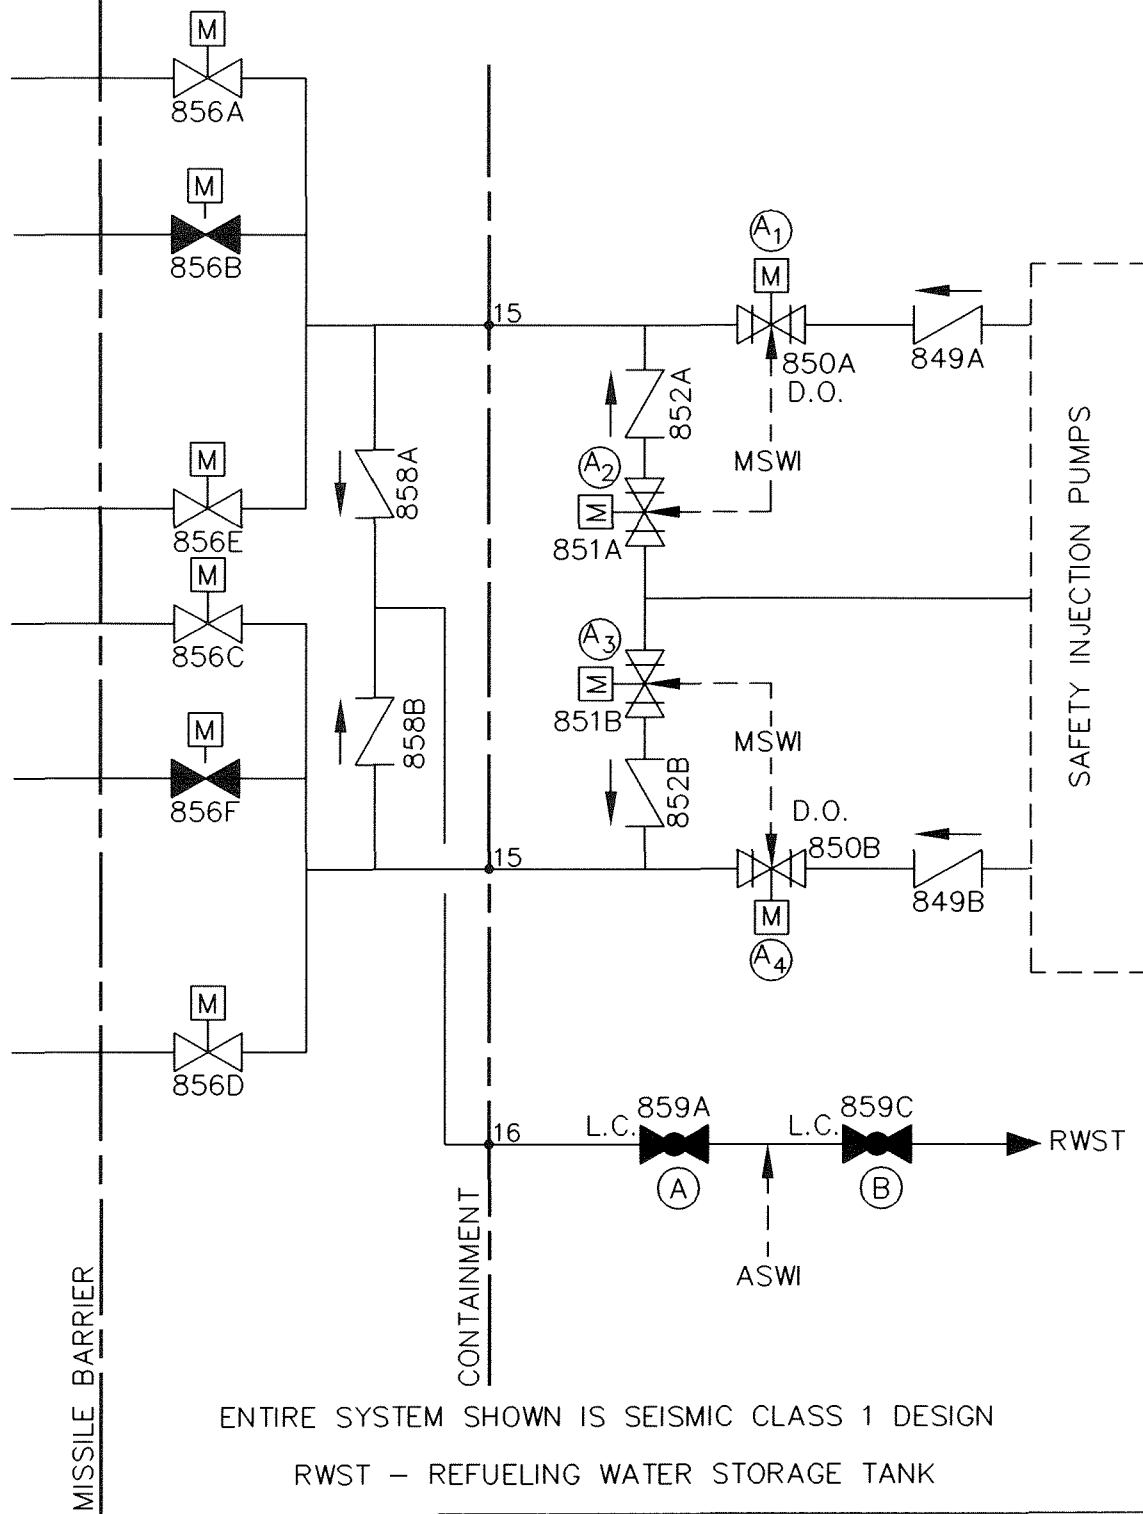 M
856A
M
856B
A1
M
15
850A
D.O.
849A
852A
MSWI
A2
M
851A
858A
M
856E
M
856C
A3
M
851B
MSWI
858B
M
856F
852B
D.O.
850B
15
849B
M
A4
SAFETY INJECTION PUMPS
M
856D
16
L.C.
859A
L.C.
859C
RWST
A
B
ASWI
CONTAINMENT
MISSILE BARRIER
ENTIRE SYSTEM SHOWN IS SEISMIC CLASS 1 DESIGN
RWST – REFUELING WATER STORAGE TANK